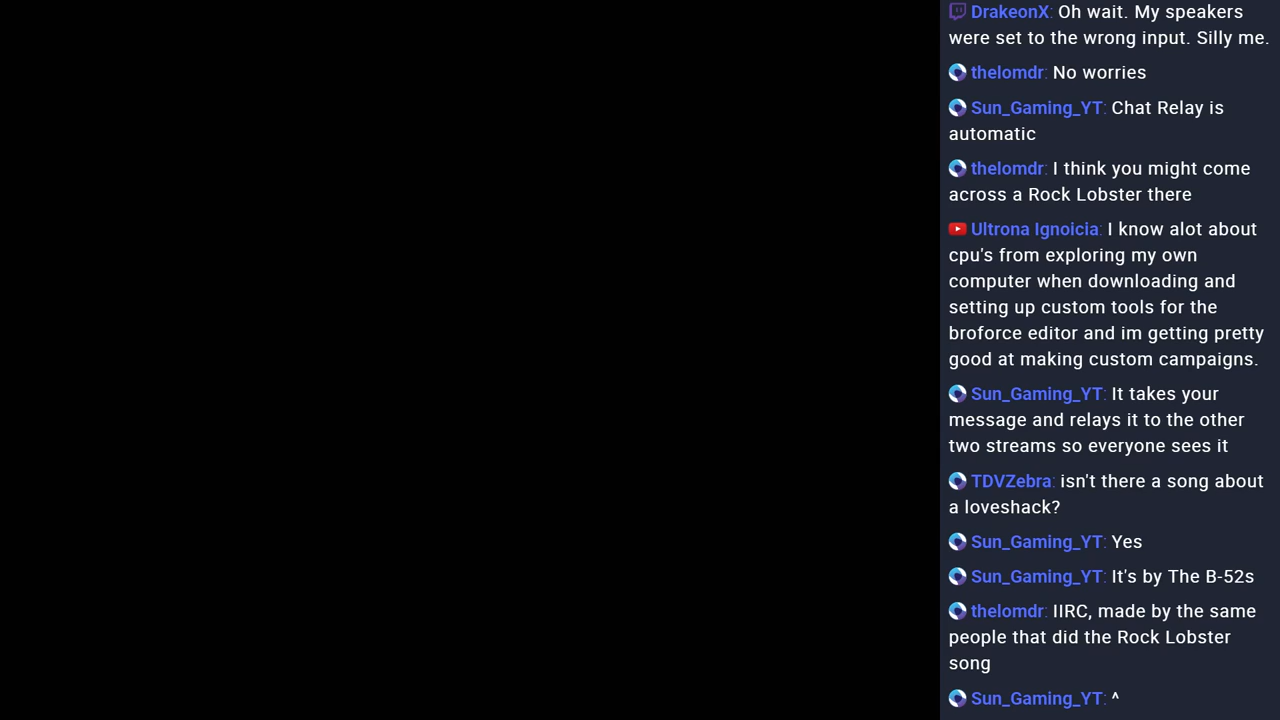 DrakeonX: Oh wait. My speakers
were set to the wrong input. Silly me.
thelomdr: No worries
Sun_Gaming_YT: Chat Relay is
automatic
thelomdr: I think you might come
across a Rock Lobster there
Ultrona Ignoicia: I know alot about
cpu's from exploring my own
computer when downloading and
setting up custom tools for the
broforce editor and im getting pretty
good at making custom campaigns.
Sun_Gaming_YT: It takes your
message and relays it to the other
two streams so everyone sees it
TDVZebra: isn't there a song about
a loveshack?
Sun_Gaming_YT: Yes
Sun_Gaming_YT: It's by The B-52s
thelomdr: IIRC, made by the same
people that did the Rock Lobster
song
Sun_Gaming_YT: ^